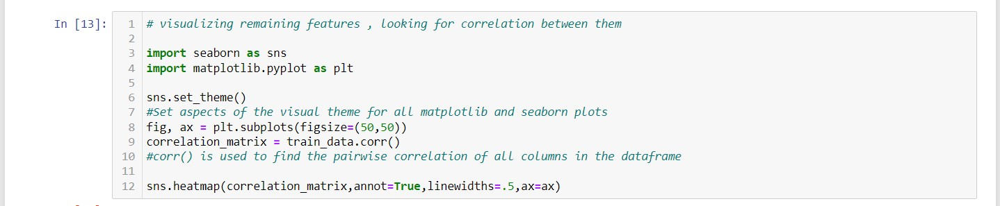 In [13]:
1 # visualizing remaining features , looking for correlation between them
2
3 import seaborn as sns
4 import matplotlib.pyplot as plt
5
6 sns.set_theme()
7 #Set aspects of the visual theme for all matplotlib and seaborn plots
8 fig, ax = plt.subplots(figsize=(50,50))
9 correlation_matrix = train_data.corr()
10 #corr() is used to find the pairwise correlation of all columns in the dataframe
11
12 sns.heatmap(correlation_matrix,annot=True,linewidths=.5,ax=ax)